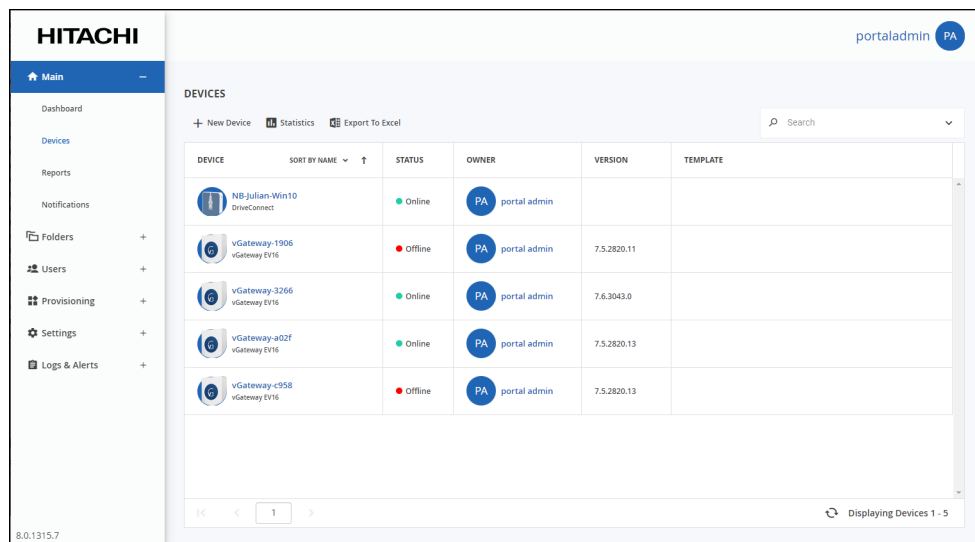 HITACHI
portaladmin PA
Main
Dashboard
Devices
Reports
Notifications
Folders
Users
Provisioning
Settings
Logs & Alerts
8.0.1315.7
DEVICES
New Device Statistics Export To Excel Search
DEVICE SORT BY NAME STATUS OWNER VERSION TEMPLATE
NB-Julian-Win10
DriveConnect
Online PA portal admin
vGateway-1906
vGateway EV16
Offline PA portal admin 7.5.2820.11
vGateway-3266
vGateway EV16
Online PA portal admin 7.6.3043.0
vGateway-a02f
vGateway EV16
Online PA portal admin 7.5.2820.13
vGateway-c958
vGateway EV16
Offline PA portal admin 7.5.2820.13
1 Displaying Devices 1 - 5